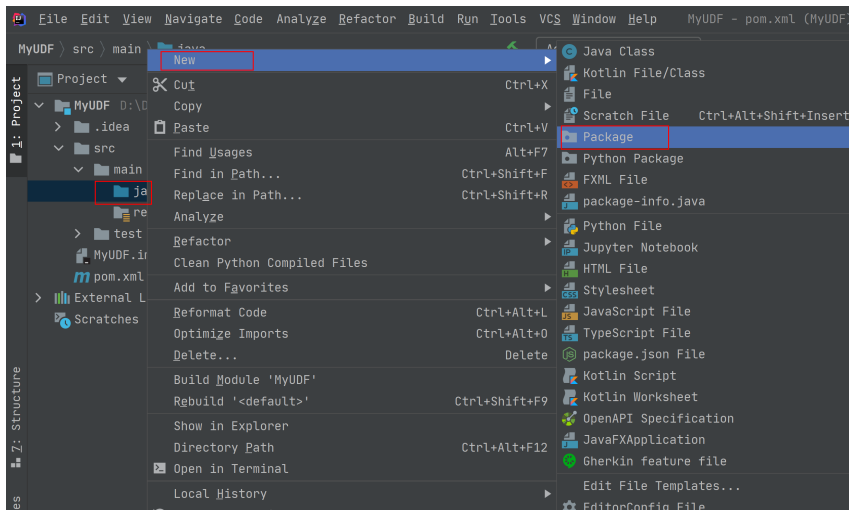 File Edit View Navigate Code Analyze Refactor Build Run Tools VCS Window Help MyUDF - pom.xml (MyUDF)
MyUDF src main java
1: Project
Project
MyUDF D:\D
.idea
src
main
ja
re
test
MyUDF.im
pom.xml
External L
Scratches
7: Structure
New
Cut Ctrl+X
Copy
Paste Ctrl+V
Find Usages Alt+F7
Find in Path... Ctrl+Shift+F
Replace in Path... Ctrl+Shift+R
Analyze
Refactor
Clean Python Compiled Files
Add to Favorites
Reformat Code Ctrl+Alt+L
Optimize Imports Ctrl+Alt+O
Delete... Delete
Build Module 'MyUDF'
Rebuild '<default>' Ctrl+Shift+F9
Show in Explorer
Directory Path Ctrl+Alt+F12
Open in Terminal
Local History
Java Class
Kotlin File/Class
File
Scratch File Ctrl+Alt+Shift+Insert
Package
Python Package
FXML File
package-info.java
Python File
Jupyter Notebook
HTML File
Stylesheet
JavaScript File
TypeScript File
package.json File
Kotlin Script
Kotlin Worksheet
OpenAPI Specification
JavaFXApplication
Gherkin feature file
Edit File Templates...
EditorConfig File